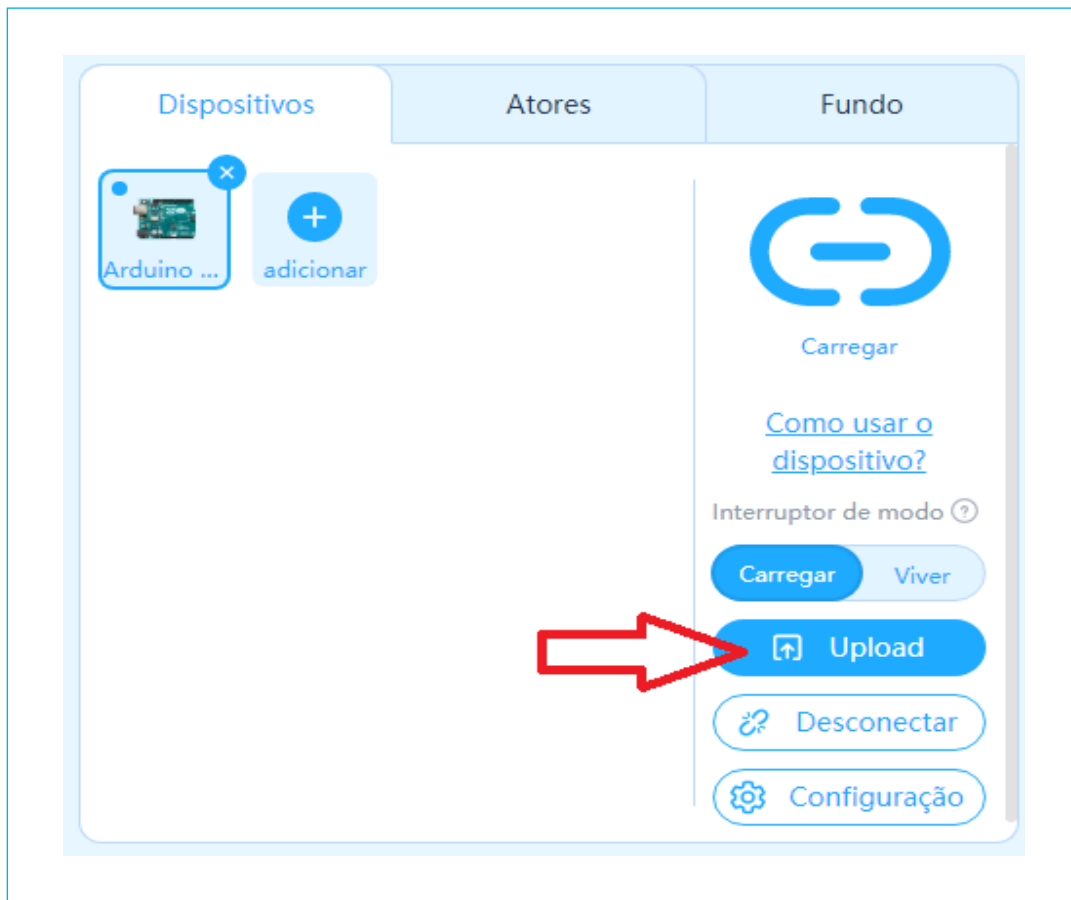 Dispositivos
Atores
Fundo
Arduino ...
adicionar
Carregar
Como usar o
dispositivo?
Interruptor de modo ?
Carregar
Viver
Upload
Desconectar
Configuração